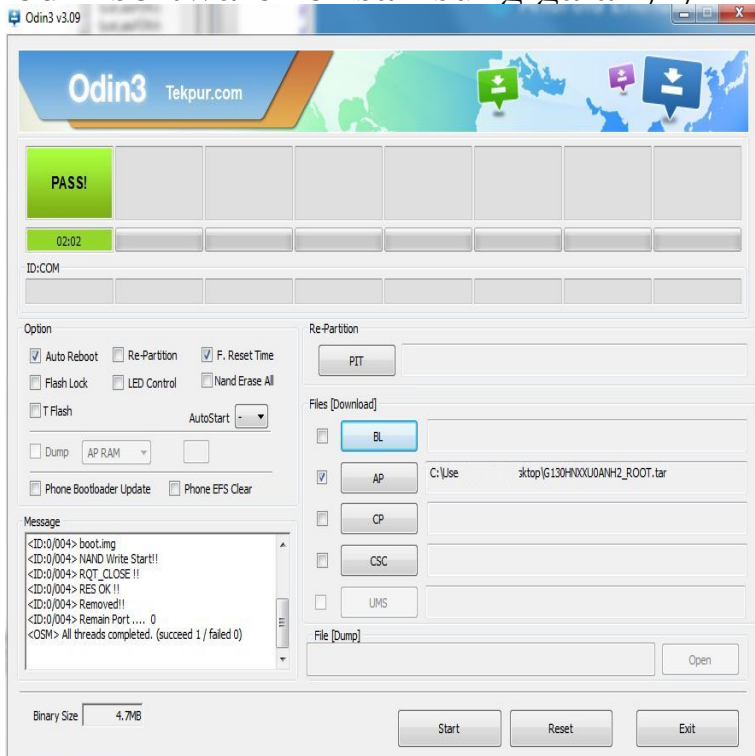 Odin3 v3.09
Odin3 Tekpur.com
PASS!
02:02
ID:COM
Option
Auto Reboot Re-Partition F. Reset Time
Flash Lock LED Control Nand Erase All
T Flash AutoStart -
Dump AP RAM
Phone Bootloader Update Phone EFS Clear
Message
<ID:0/004> boot.img
<ID:0/004> NAND Write Start!!
<ID:0/004> RQT_CLOSE !!
<ID:0/004> RES OK !!
<ID:0/004> Removed!!
<ID:0/004> Remain Port .... 0
<OSM> All threads completed. (succeed 1 / failed 0)
Re-Partition
PIT
Files [Download]
BL
AP C:\Use sktop\G130HNXXU0ANH2_ROOT.tar
CP
CSC
UMS
File [Dump]
Open
Binary Size 4.7MB
Start Reset Exit